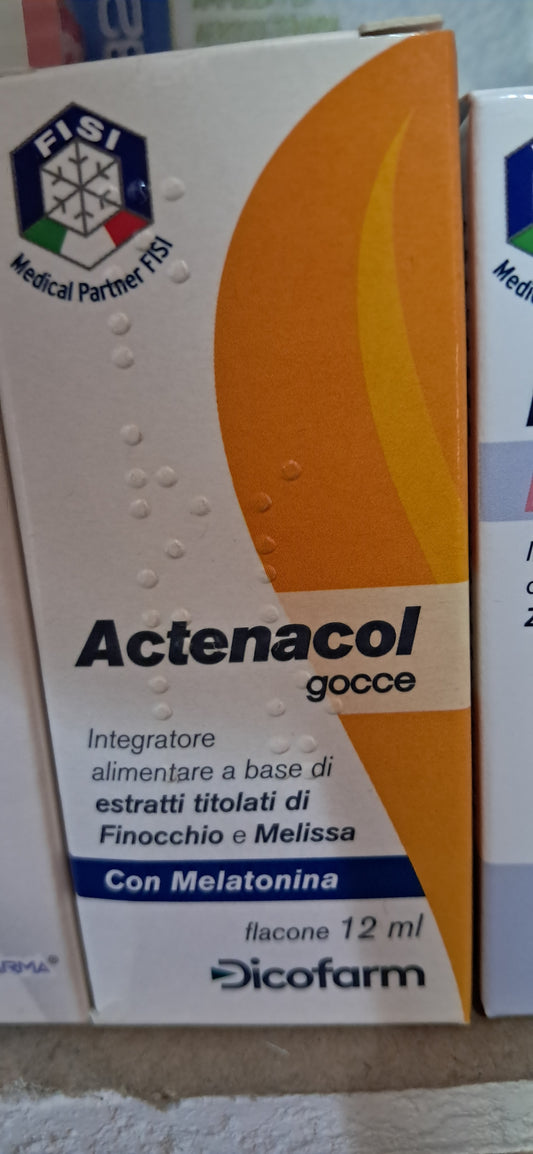 FISI
Medical Partner FISI
Actenacol
gocce
Integratore
alimentare a base di
estratti titolati di
Finocchio e Melissa
Con Melatonina
flacone 12 ml
Dicofarm